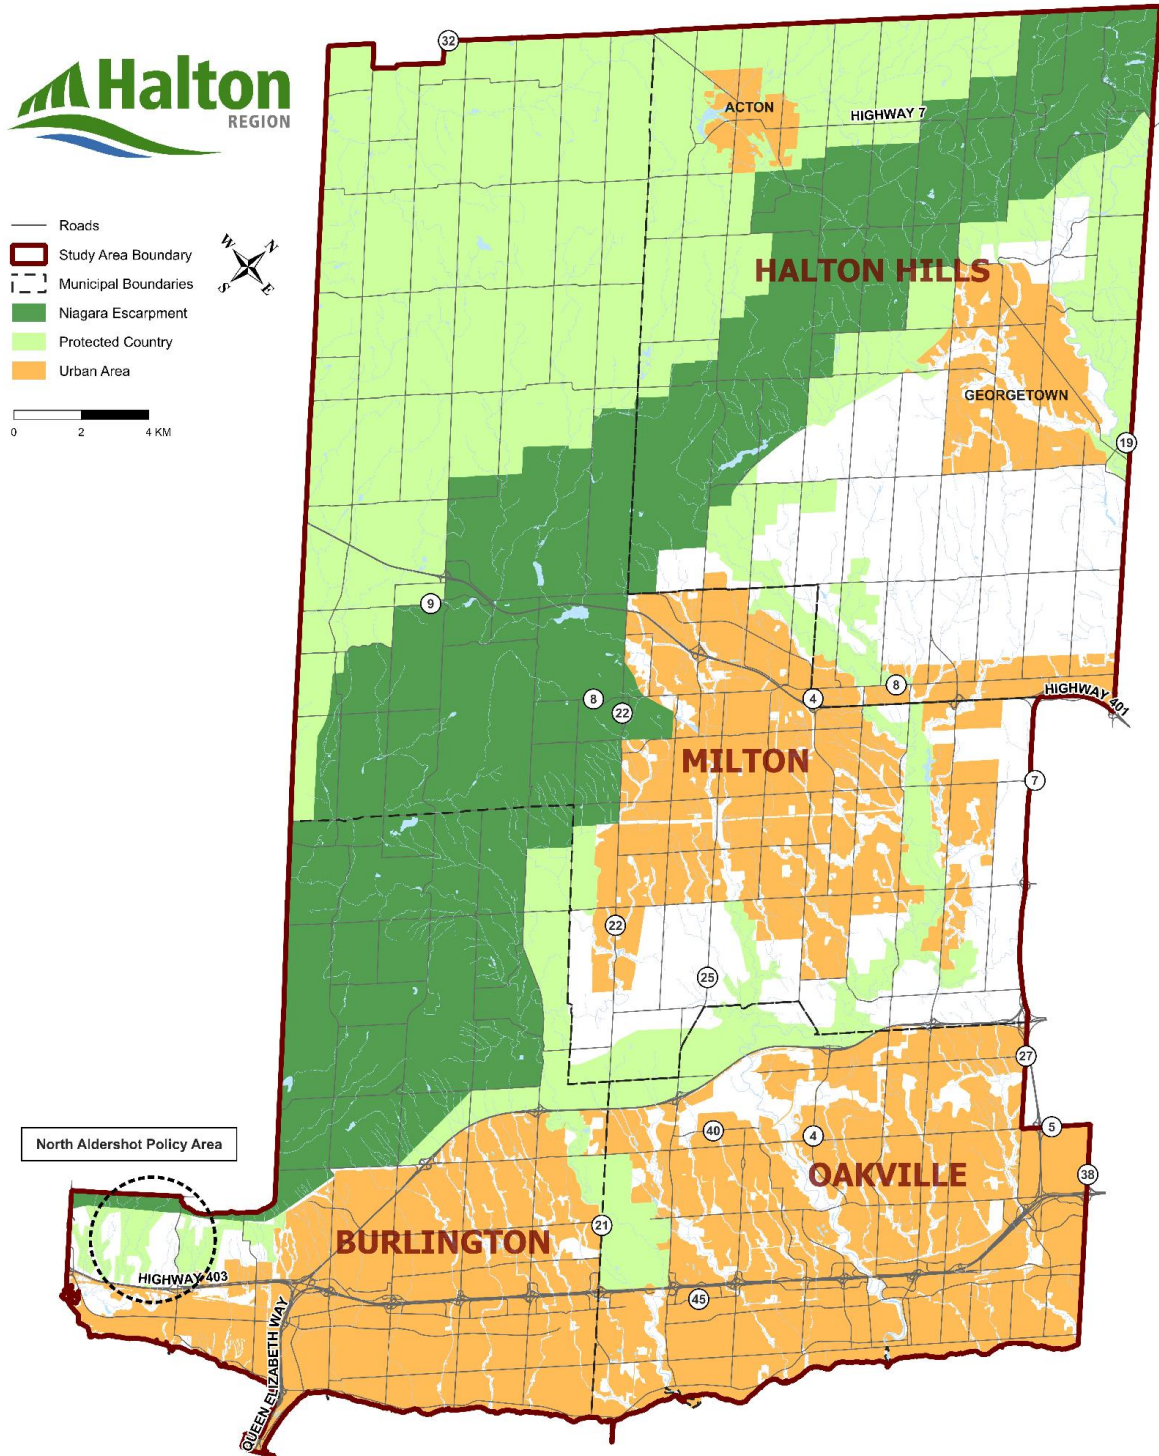 Halton
REGION
Roads
Study Area Boundary
Municipal Boundaries
Niagara Escarpment
Protected Country
Urban Area
0 2 4 KM
W N
S E
32
ACTON
HIGHWAY 7
HALTON HILLS
GEORGETOWN
19
9
8
22
4
8
HIGHWAY 401
MILTON
7
22
25
27
5
40
4
38
OAKVILLE
North Aldershot Policy Area
21
BURLINGTON
HIGHWAY 403
45
QUEEN ELIZABETH WAY